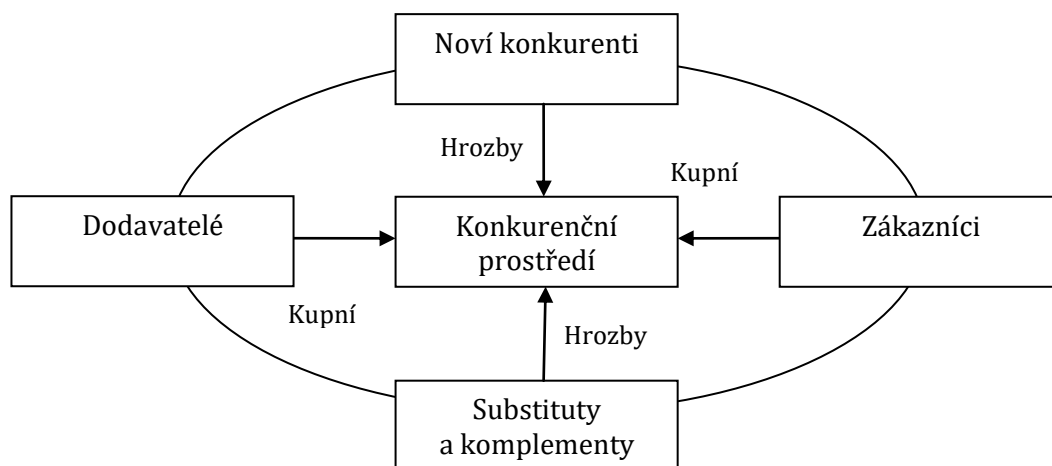 Noví konkurenti
Hrozby
Kupní
Dodavatelé
Konkurenční
prostředí
Zákazníci
Kupní
Hrozby
Substituty
a komplementy